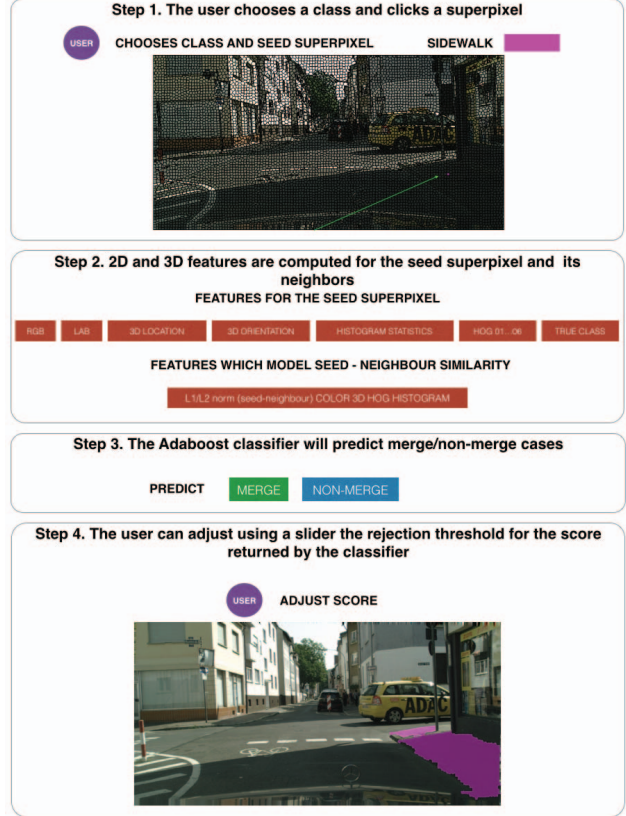 Step 1. The user chooses a class and clicks a superpixel
USER
CHOOSES CLASS AND SEED SUPERPIXEL
SIDEWALK
ADAC
Step 2. 2D and 3D features are computed for the seed superpixel and its
neighbors
FEATURES FOR THE SEED SUPERPIXEL
RGB
LAB
3D LOCATION
3D ORIENTATION
HISTOGRAM STATISTICS
HOG 01...06
TRUE CLASS
FEATURES WHICH MODEL SEED - NEIGHBOUR SIMILARITY
L1/L2 norm (seed-neighbour) COLOR 3D HOG HISTOGRAM
Step 3. The Adaboost classifier will predict merge/non-merge cases
PREDICT
MERGE
NON-MERGE
Step 4. The user can adjust using a slider the rejection threshold for the score
returned by the classifier
USER
ADJUST SCORE
ADAC